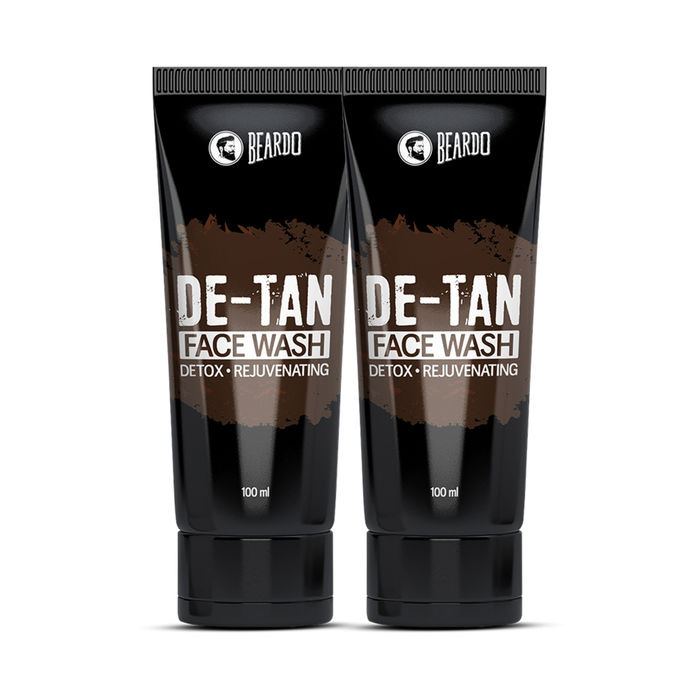 BEARDO
DE-TAN
FACE WASH
DETOX • REJUVENATING
100 ml
BEARDO
DE-TAN
FACE WASH
DETOX • REJUVENATING
100 ml